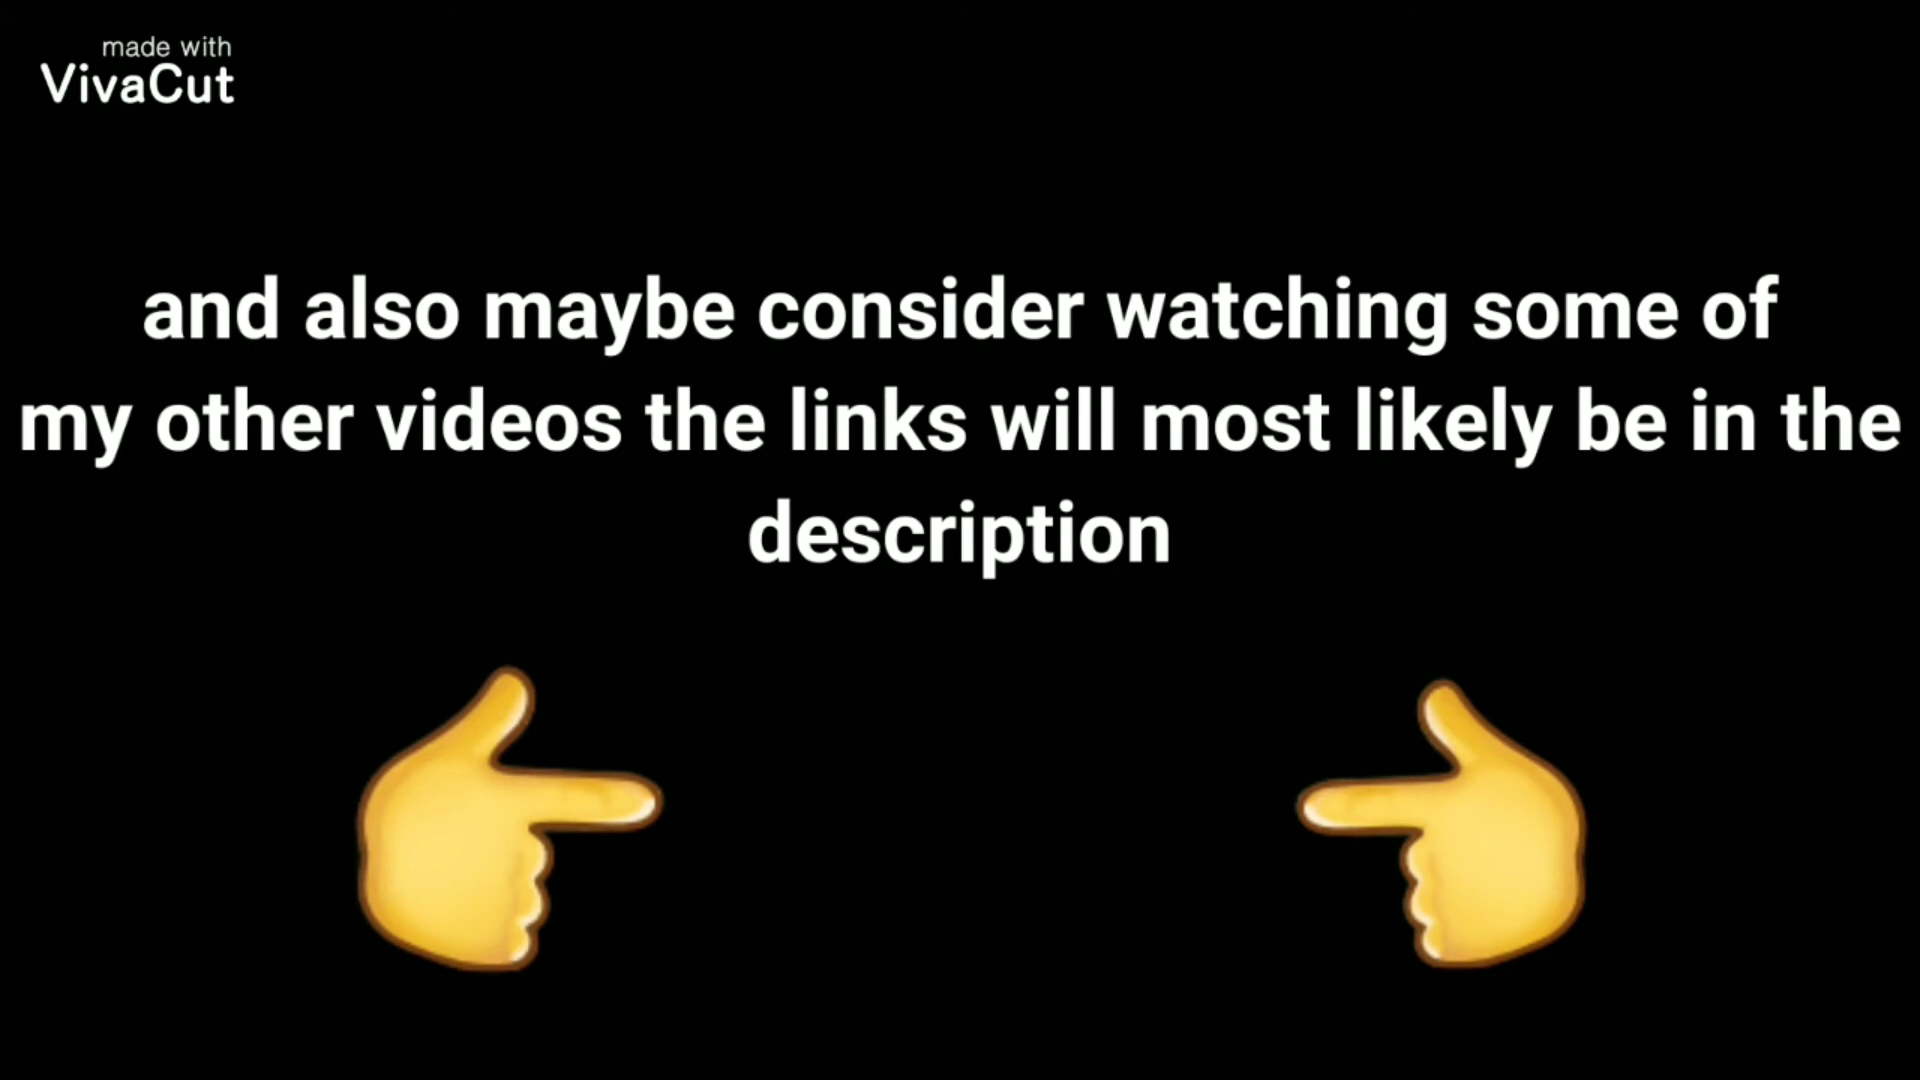 made with
VivaCut
and also maybe consider watching some of
my other videos the links will most likely be in the
description